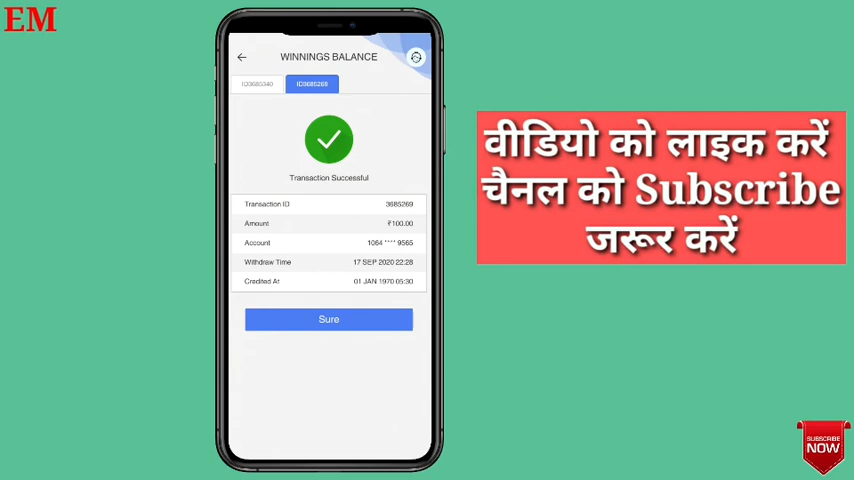 EM
WINNINGS BALANCE
ID3685340 ID3685269
Transaction Successful
Transaction ID 3685269
Amount ₹100.00
Account 1064 **** 9565
Withdraw Time 17 SEP 2020 22:28
Credited At 01 JAN 1970 05:30
Sure
वीडियो को लाइक करें
चैनल को Subscribe
जरूर करें
SUBSCRIBE
NOW